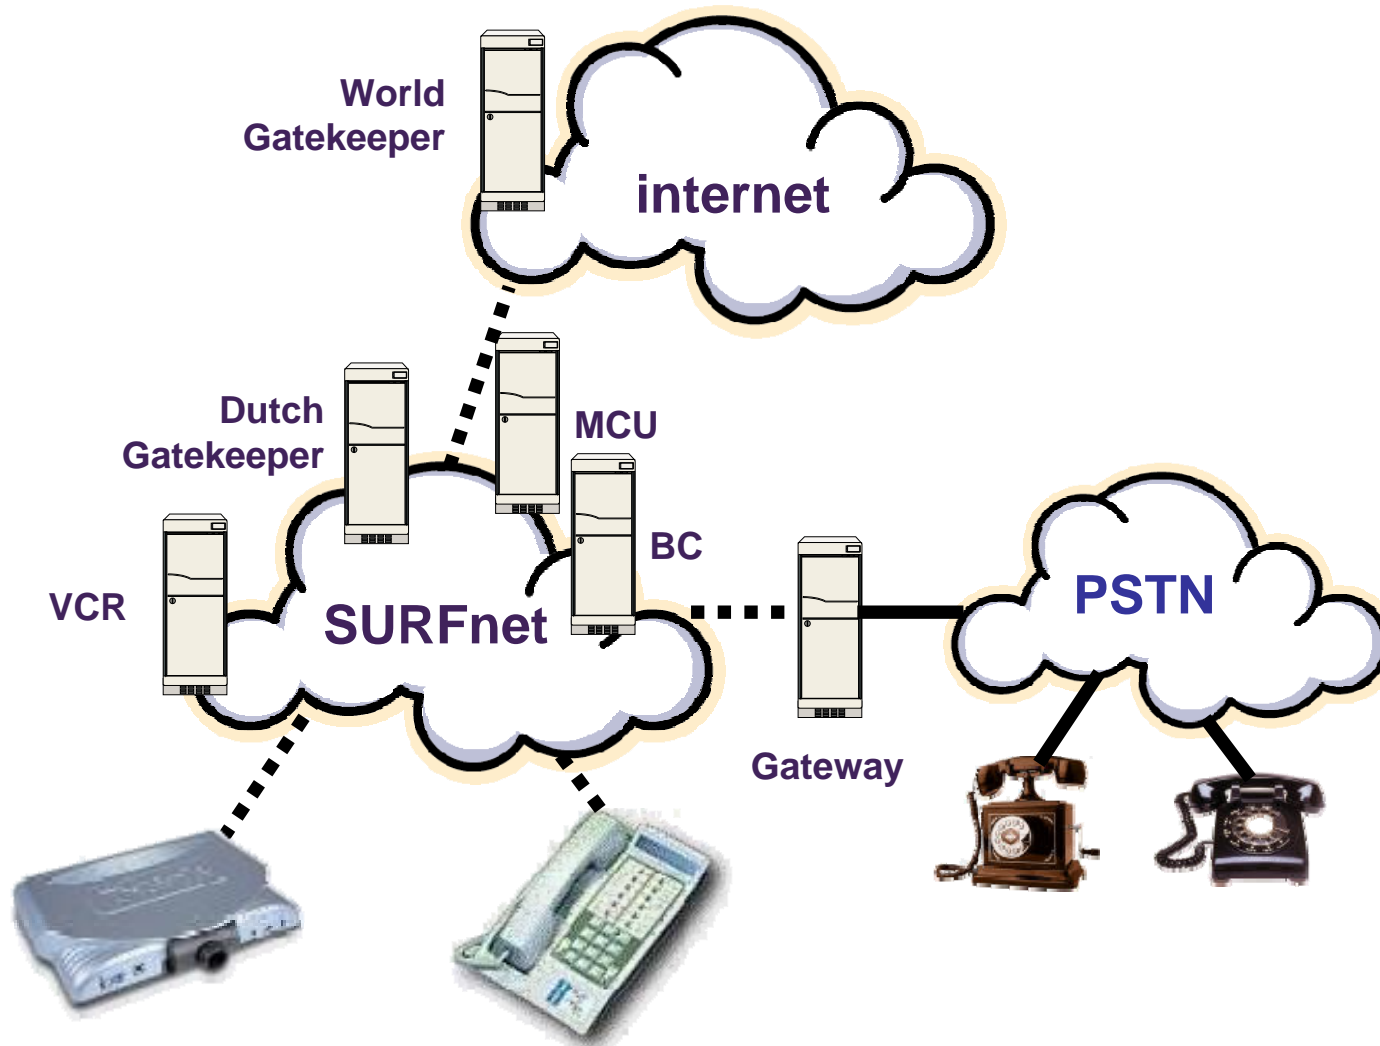 World
Gatekeeper
internet
Dutch
Gatekeeper
MCU
BC
VCR
SURFnet
PSTN
Gateway